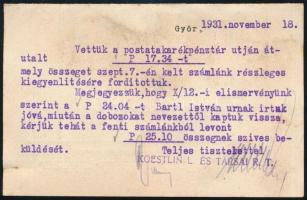 Győr, 1931.november 18.
Vettük a postatakarékpénztár utján át-
utalt " P 17.34 -t
mely összeget szept.7.-én kelt számlánk részleges
kiegyenlitésére forditottuk.
Megjegyezzük, hogy X/12.-i elismervényünk
szerint a P 24.04 -t Bartl István urnak irtak
jóvá, miután a dobozokat nevezettől kaptuk vissza,
kérjük tehát a fenti számlánkból levont
P 25.10 összegnek szives be-
küldését. Teljes tisztelettel
KOESTLIN L. ÉS TÁRSAI R. T.